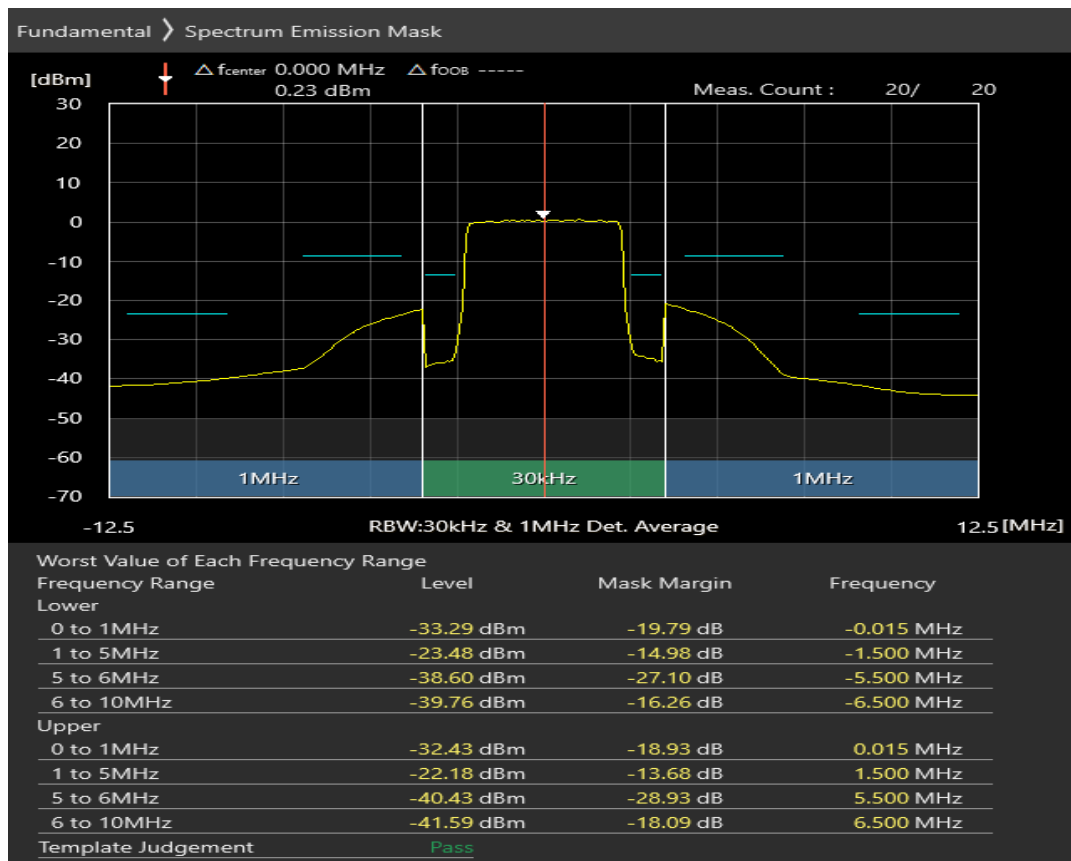 Fundamental ❯ Spectrum Emission Mask
[dBm] △ fcenter 0.000 MHz △ fOOB -----
0.23 dBm Meas. Count : 20/ 20
30
20
10
0
-10
-20
-30
-40
-50
-60
-70
1MHz 30kHz 1MHz
-12.5 RBW:30kHz & 1MHz Det. Average 12.5 [MHz]
Worst Value of Each Frequency Range
Frequency Range Level Mask Margin Frequency
Lower
0 to 1MHz -33.29 dBm -19.79 dB -0.015 MHz
1 to 5MHz -23.48 dBm -14.98 dB -1.500 MHz
5 to 6MHz -38.60 dBm -27.10 dB -5.500 MHz
6 to 10MHz -39.76 dBm -16.26 dB -6.500 MHz
Upper
0 to 1MHz -32.43 dBm -18.93 dB 0.015 MHz
1 to 5MHz -22.18 dBm -13.68 dB 1.500 MHz
5 to 6MHz -40.43 dBm -28.93 dB 5.500 MHz
6 to 10MHz -41.59 dBm -18.09 dB 6.500 MHz
Template Judgement Pass